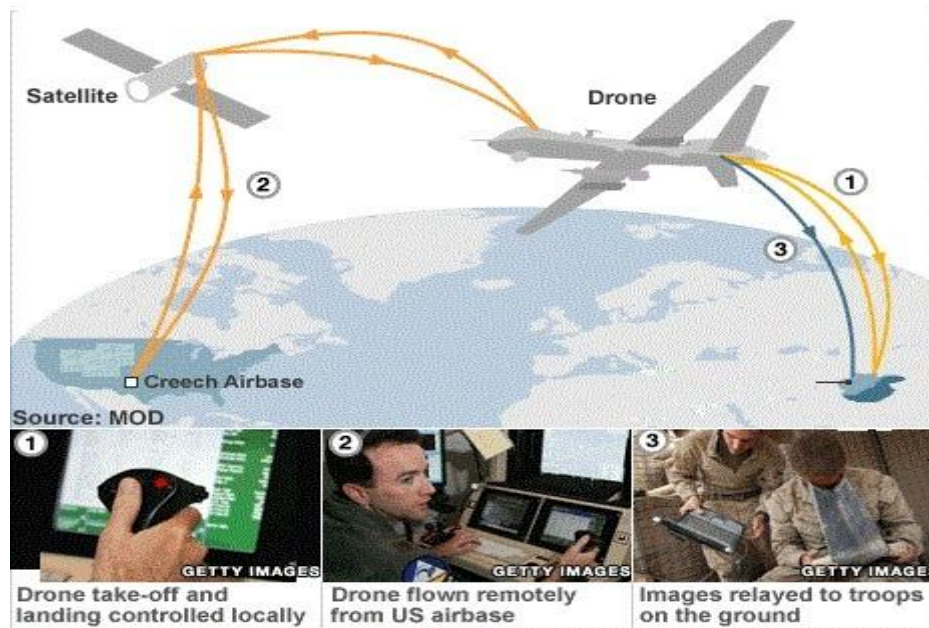 Satellite
Drone
1
2
3
Creech Airbase
Source: MOD
1
GETTY IMAGES
2
GETTY IMAGES
3
GETTY IMAGES
Drone take-off and
landing controlled locally
Drone flown remotely
from US airbase
Images relayed to troops
on the ground